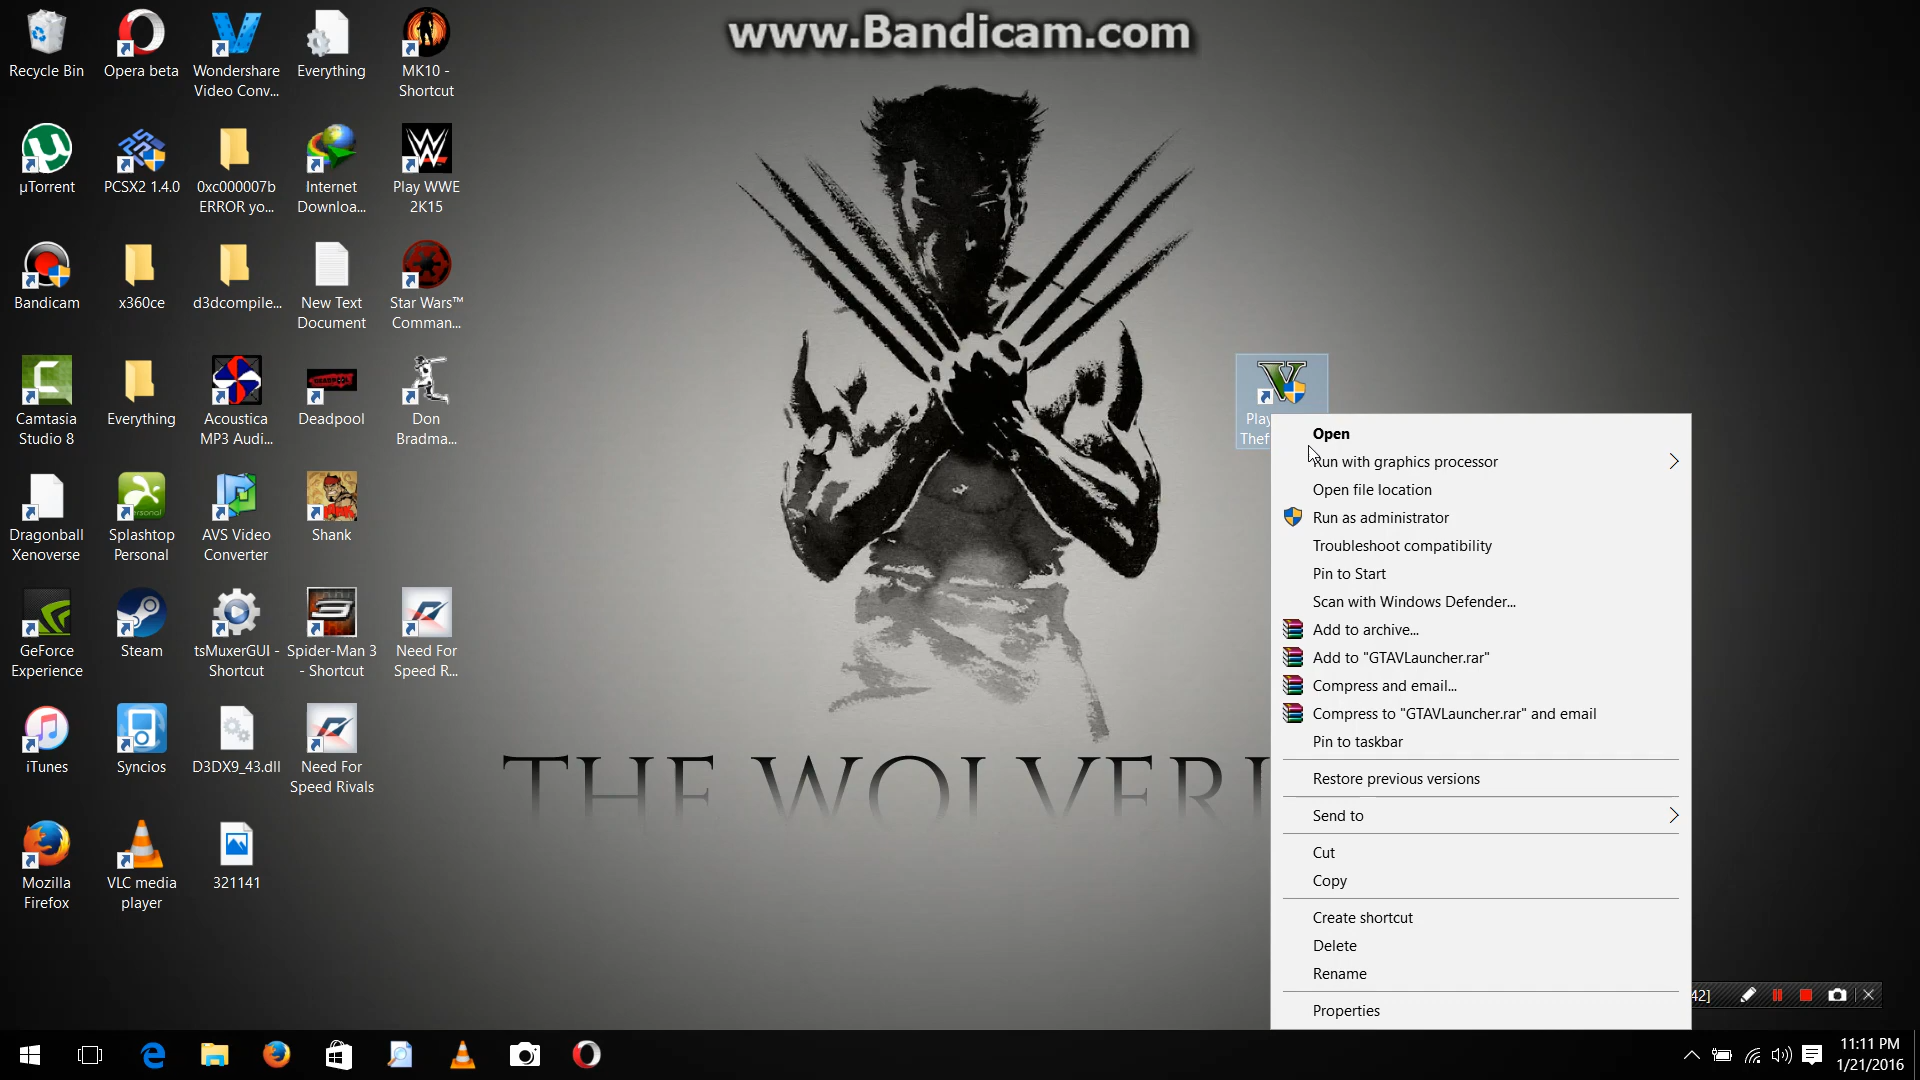 www.Bandicam.com
Recycle Bin
Opera beta
Wondershare
Video Conv...
Everything
MK10 -
Shortcut
µTorrent
PCSX2 1.4.0
0xc000007b
ERROR yo...
Internet
Downloa...
Play WWE
2K15
Bandicam
x360ce
d3dcompile...
New Text
Document
Star Wars™
Comman...
Camtasia
Studio 8
Everything
Acoustica
MP3 Audi...
Deadpool
Don
Bradma...
Dragonball
Xenoverse
Splashtop
Personal
AVS Video
Converter
Shank
GeForce
Experience
Steam
tsMuxerGUI -
Shortcut
Spider-Man 3
- Shortcut
Need For
Speed R...
iTunes
Syncios
D3DX9_43.dll
Need For
Speed Rivals
Mozilla
Firefox
VLC media
player
321141
THE WOLVERI
Play
Theft
Open
Run with graphics processor
Open file location
Run as administrator
Troubleshoot compatibility
Pin to Start
Scan with Windows Defender...
Add to archive...
Add to "GTAVLauncher.rar"
Compress and email...
Compress to "GTAVLauncher.rar" and email
Pin to taskbar
Restore previous versions
Send to
Cut
Copy
Create shortcut
Delete
Rename
Properties
42]
11:11 PM
1/21/2016